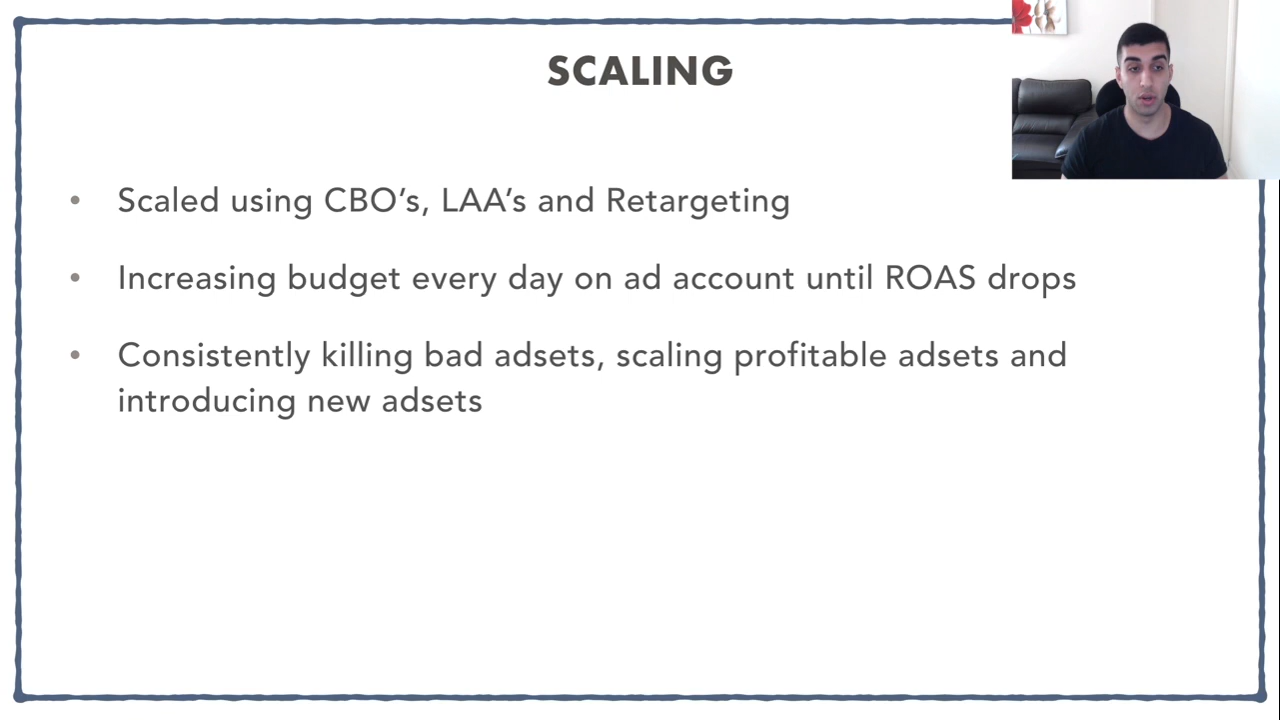 SCALING
• Scaled using CBO’s, LAA’s and Retargeting
• Increasing budget every day on ad account until ROAS drops
• Consistently killing bad adsets, scaling profitable adsets and
introducing new adsets